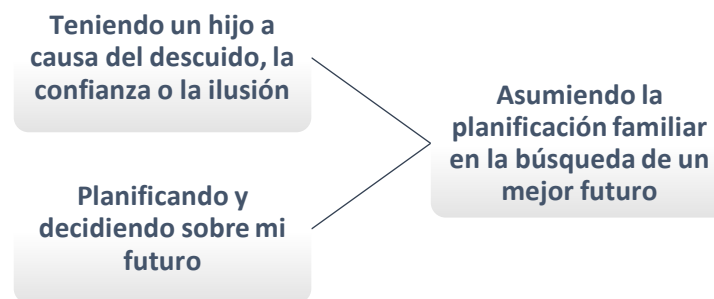 Teniendo un hijo a
causa del descuido, la
confianza o la ilusión
Planificando y
decidiendo sobre mi
futuro
Asumiendo la
planificación familiar
en la búsqueda de un
mejor futuro